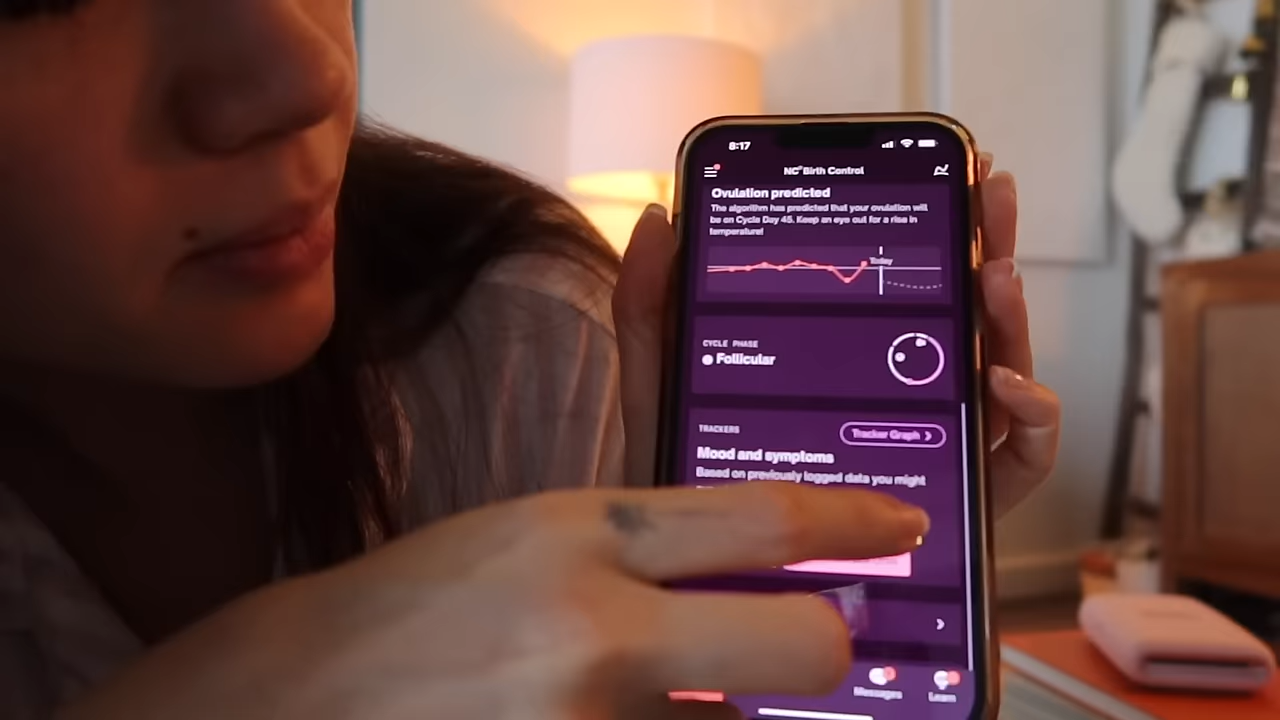 8:17
NC° Birth Control
Ovulation predicted
The algorithm has predicted that your ovulation will
be on Cycle Day 45. Keep an eye out for a rise in
temperature!
Today
CYCLE PHASE
Follicular
TRACKERS
Tracker Graph
Mood and symptoms
Based on previously logged data you might
Messages
Learn